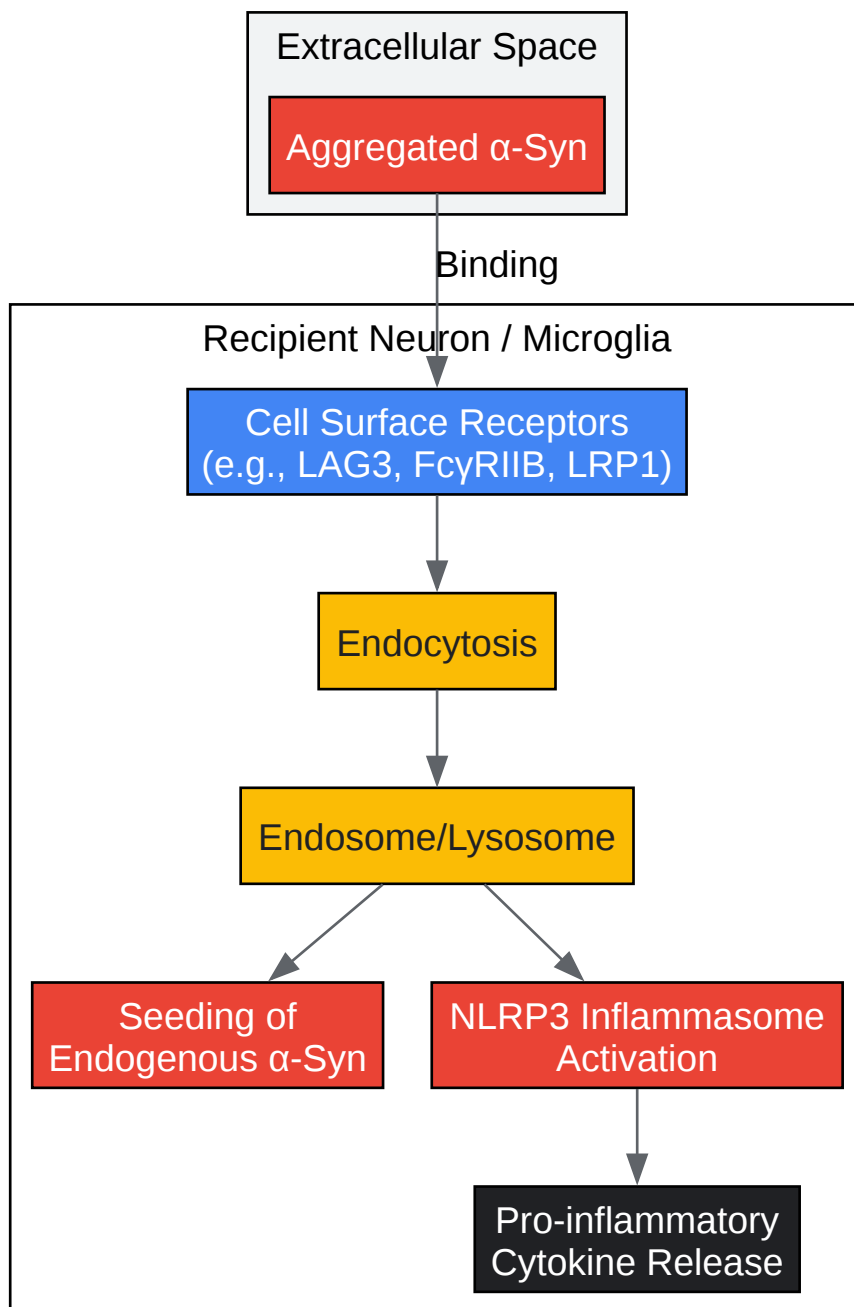 Extracellular Space
Aggregated α-Syn
Binding
Recipient Neuron / Microglia
Cell Surface Receptors
(e.g., LAG3, FcγRIIB, LRP1)
Endocytosis
Endosome/Lysosome
Seeding of
Endogenous α-Syn
NLRP3 Inflammasome
Activation
Pro-inflammatory
Cytokine Release